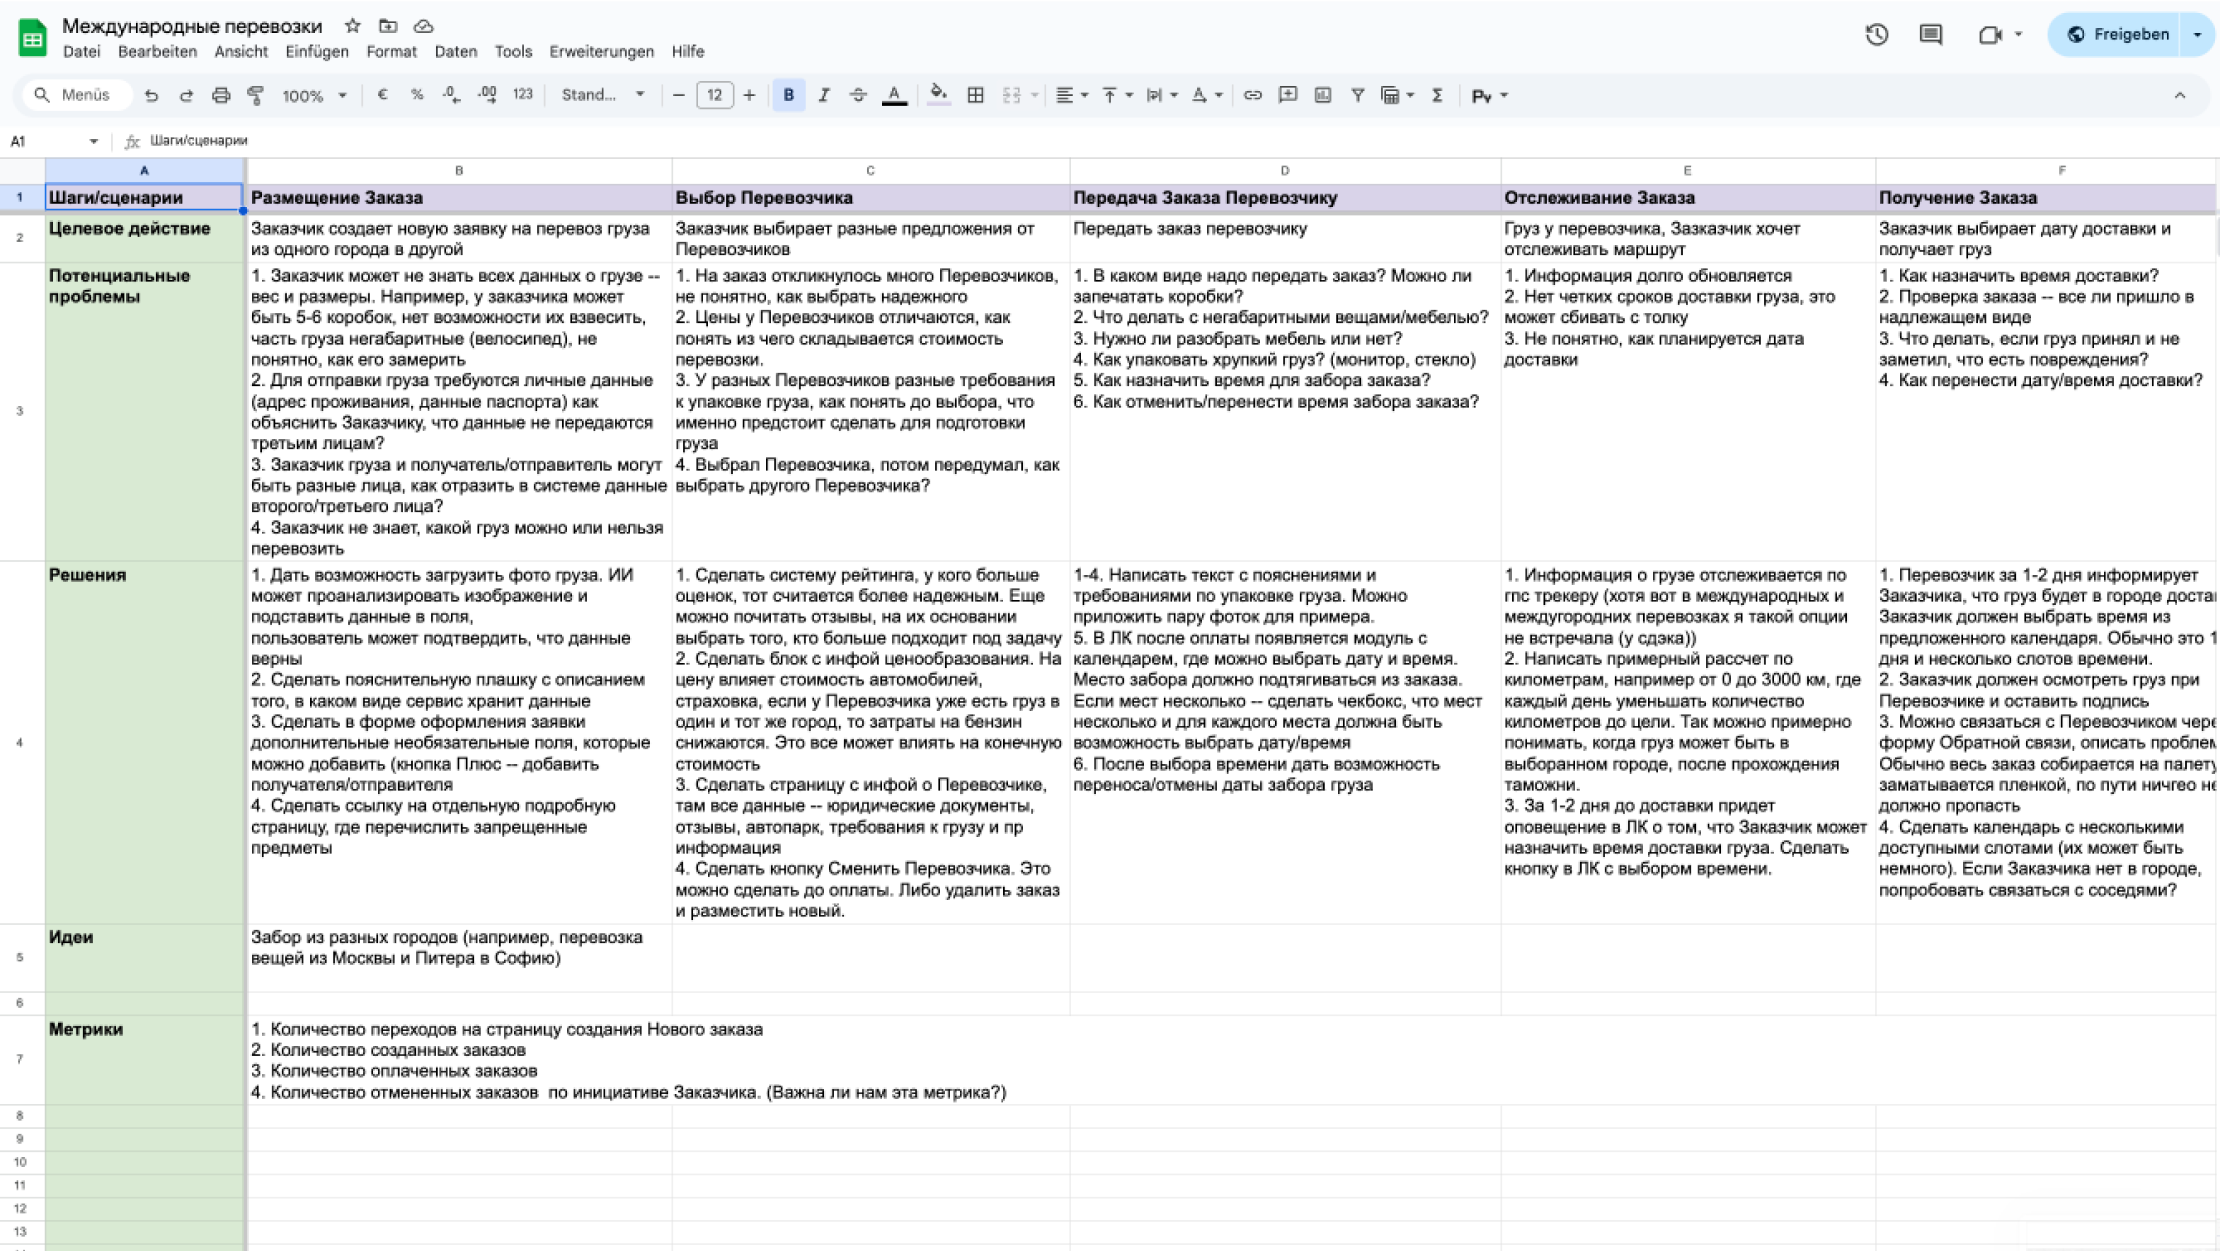 Международные перевозки
Datei Bearbeiten Ansicht Einfügen Format Daten Tools Erweiterungen Hilfe
Freigeben
Menüs 100% € % .0 .00 123 Stand... 12 B I A Σ
A1 fx Шаги/сценарии
A B C D E F
1 Шаги/сценарии
Размещение Заказа
Выбор Перевозчика
Передача Заказа Перевозчику
Отслеживание Заказа
Получение Заказа
2 Целевое действие
Заказчик создает новую заявку на перевоз груза
из одного города в другой
Заказчик выбирает разные предложения от
Перевозчиков
Передать заказ перевозчику
Груз у перевозчика, Зазказчик хочет
отслеживать маршрут
Заказчик выбирает дату доставки и
получает груз
3 Потенциальные
проблемы
1. Заказчик может не знать всех данных о грузе --
вес и размеры. Например, у заказчика может
быть 5-6 коробок, нет возможности их взвесить,
часть груза негабаритные (велосипед), не
понятно, как его замерить
2. Для отправки груза требуются личные данные
(адрес проживания, данные паспорта) как
объяснить Заказчику, что данные не передаются
третьим лицам?
3. Заказчик груза и получатель/отправитель могут
быть разные лица, как отразить в системе данные
второго/третьего лица?
4. Заказчик не знает, какой груз можно или нельзя
перевозить
1. На заказ откликнулось много Перевозчиков,
не понятно, как выбрать надежного
2. Цены у Перевозчиков отличаются, как
понять из чего складывается стоимость
перевозки.
3. У разных Перевозчиков разные требования
к упаковке груза, как понять до выбора, что
именно предстоит сделать для подготовки
груза
4. Выбрал Перевозчика, потом передумал, как
выбрать другого Перевозчика?
1. В каком виде надо передать заказ? Можно ли
запечатать коробки?
2. Что делать с негабаритными вещами/мебелью?
3. Нужно ли разобрать мебель или нет?
4. Как упаковать хрупкий груз? (монитор, стекло)
5. Как назначить время для забора заказа?
6. Как отменить/перенести время забора заказа?
1. Информация долго обновляется
2. Нет четких сроков доставки груза, это
может сбивать с толку
3. Не понятно, как планируется дата
доставки
1. Как назначить время доставки?
2. Проверка заказа -- все ли пришло в
надлежащем виде
3. Что делать, если груз принял и не
заметил, что есть повреждения?
4. Как перенести дату/время доставки?
4 Решения
1. Дать возможность загрузить фото груза. ИИ
может проанализировать изображение и
подставить данные в поля,
пользователь может подтвердить, что данные
верны
2. Сделать пояснительную плашку с описанием
того, в каком виде сервис хранит данные
3. Сделать в форме оформления заявки
дополнительные необязательные поля, которые
можно добавить (кнопка Плюс -- добавить
получателя/отправителя
4. Сделать ссылку на отдельную подробную
страницу, где перечислить запрещенные
предметы
1. Сделать систему рейтинга, у кого больше
оценок, тот считается более надежным. Еще
можно почитать отзывы, на их основании
выбрать того, кто больше подходит под задачу
2. Сделать блок с инфой ценообразования. На
цену влияет стоимость автомобилей,
страховка, если у Перевозчика уже есть груз в
один и тот же город, то затраты на бензин
снижаются. Это все может влиять на конечную
стоимость
3. Сделать страницу с инфой о Перевозчике,
там все данные -- юридические документы,
отзывы, автопарк, требования к грузу и пр
информация
4. Сделать кнопку Сменить Перевозчика. Это
можно сделать до оплаты. Либо удалить заказ
и разместить новый.
1-4. Написать текст с пояснениями и
требованиями по упаковке груза. Можно
приложить пару фоток для примера.
5. В ЛК после оплаты появляется модуль с
календарем, где можно выбрать дату и время.
Место забора должно подтягиваться из заказа.
Если мест несколько -- сделать чекбокс, что мест
несколько и для каждого места должна быть
возможность выбрать дату/время
6. После выбора времени дать возможность
переноса/отмены даты забора груза
1. Информация о грузе отслеживается по
гпс трекеру (хотя вот в международных и
междугородних перевозках я такой опции
не встречала (у сдэка))
2. Написать примерный рассчет по
километрам, например от 0 до 3000 км, где
каждый день уменьшать количество
километров до цели. Так можно примерно
понимать, когда груз может быть в
выбранном городе, после прохождения
таможни.
3. За 1-2 дня до доставки придет
оповещение в ЛК о том, что Заказчик может
назначить время доставки груза. Сделать
кнопку в ЛК с выбором времени.
1. Перевозчик за 1-2 дня информирует
Заказчика, что груз будет в городе доста
Заказчик должен выбрать время из
предложенного календаря. Обычно это 1
дня и несколько слотов времени.
2. Заказчик должен осмотреть груз при
Перевозчике и оставить подпись
3. Можно связаться с Перевозчиком чере
форму Обратной связи, описать проблем
Обычно весь заказ собирается на палету
заматывается пленкой, по пути ничгео не
должно пропасть
4. Сделать календарь с несколькими
доступными слотами (их может быть
немного). Если Заказчика нет в городе,
попробовать связаться с соседями?
5 Идеи
Забор из разных городов (например, перевозка
вещей из Москвы и Питера в Софию)
6
7 Метрики
1. Количество переходов на страницу создания Нового заказа
2. Количество созданных заказов
3. Количество оплаченных заказов
4. Количество отмененных заказов по инициативе Заказчика. (Важна ли нам эта метрика?)
8
9
10
11
12
13